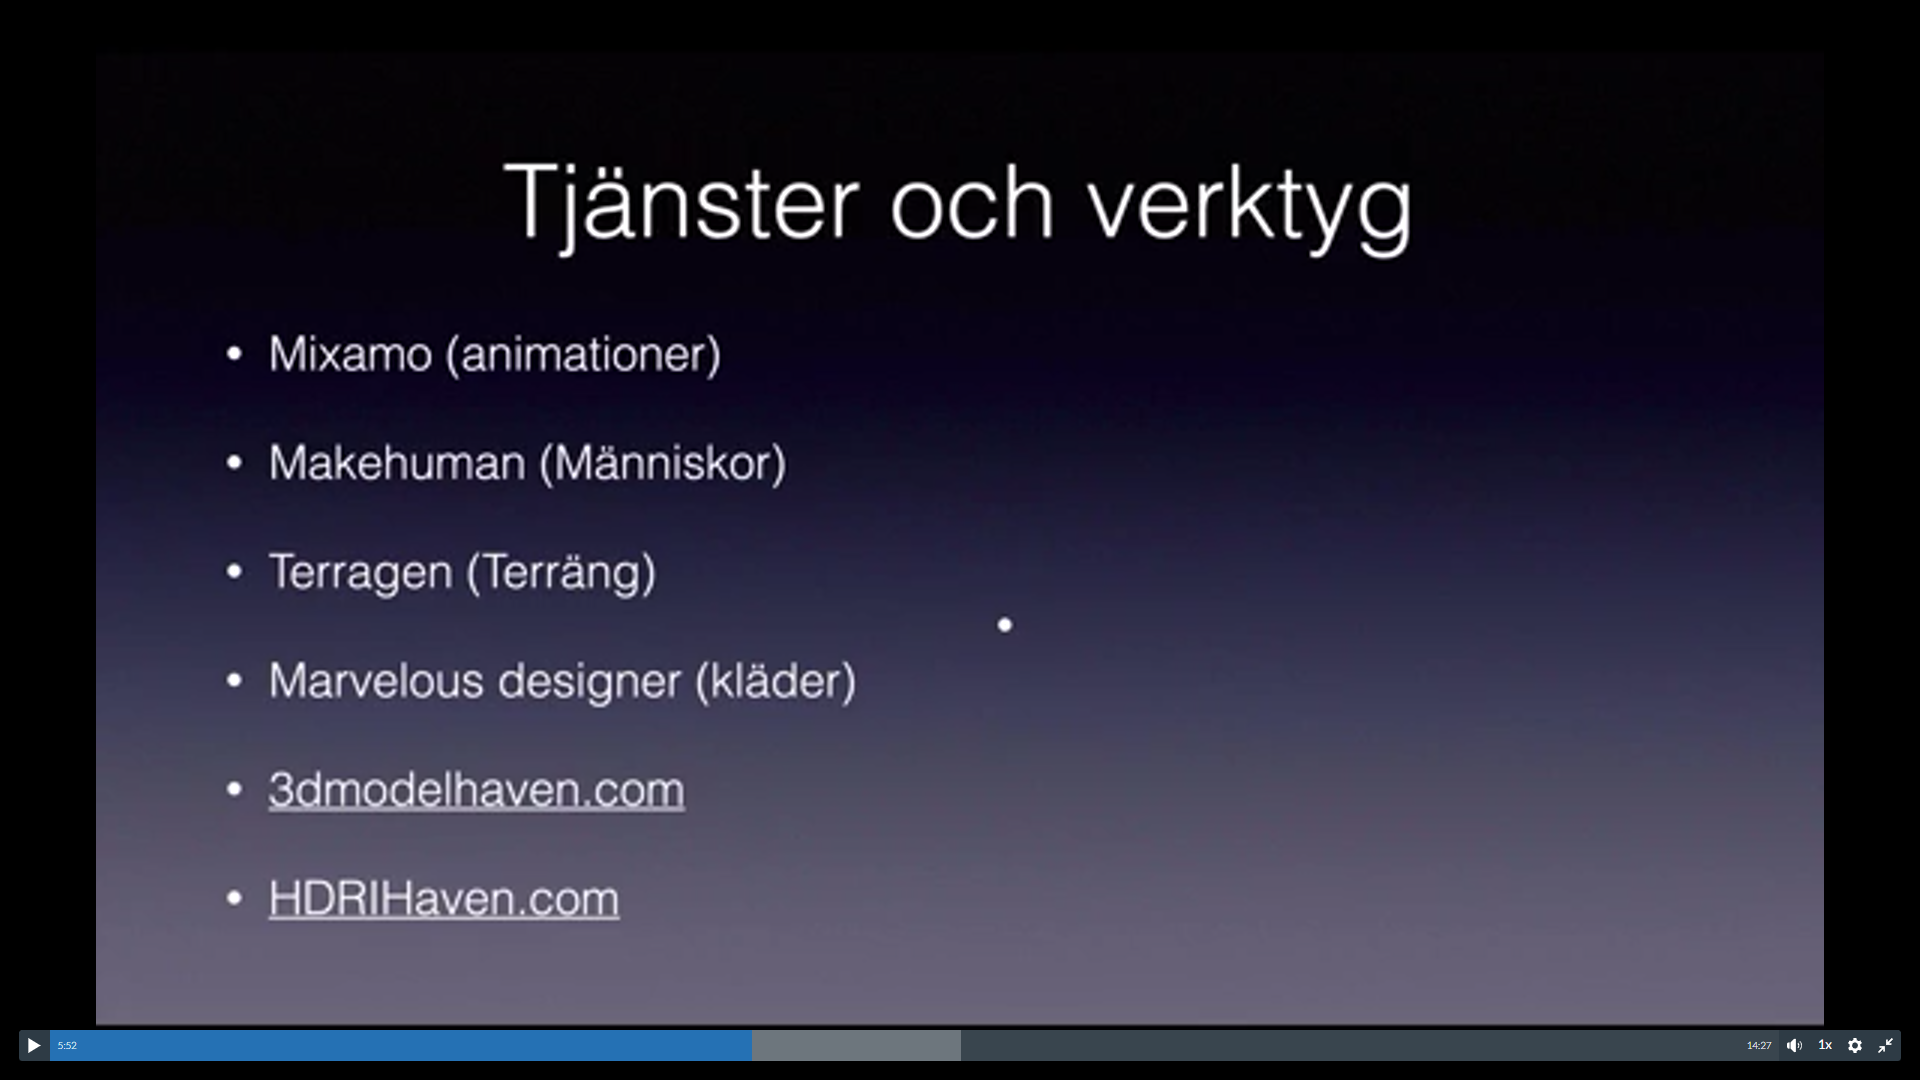 Tjänster och verktyg
• Mixamo (animationer)
• Makehuman (Människor)
• Terragen (Terräng)
• Marvelous designer (kläder)
• 3dmodelhaven.com
• HDRIHaven.com
5:52
14:27
1x